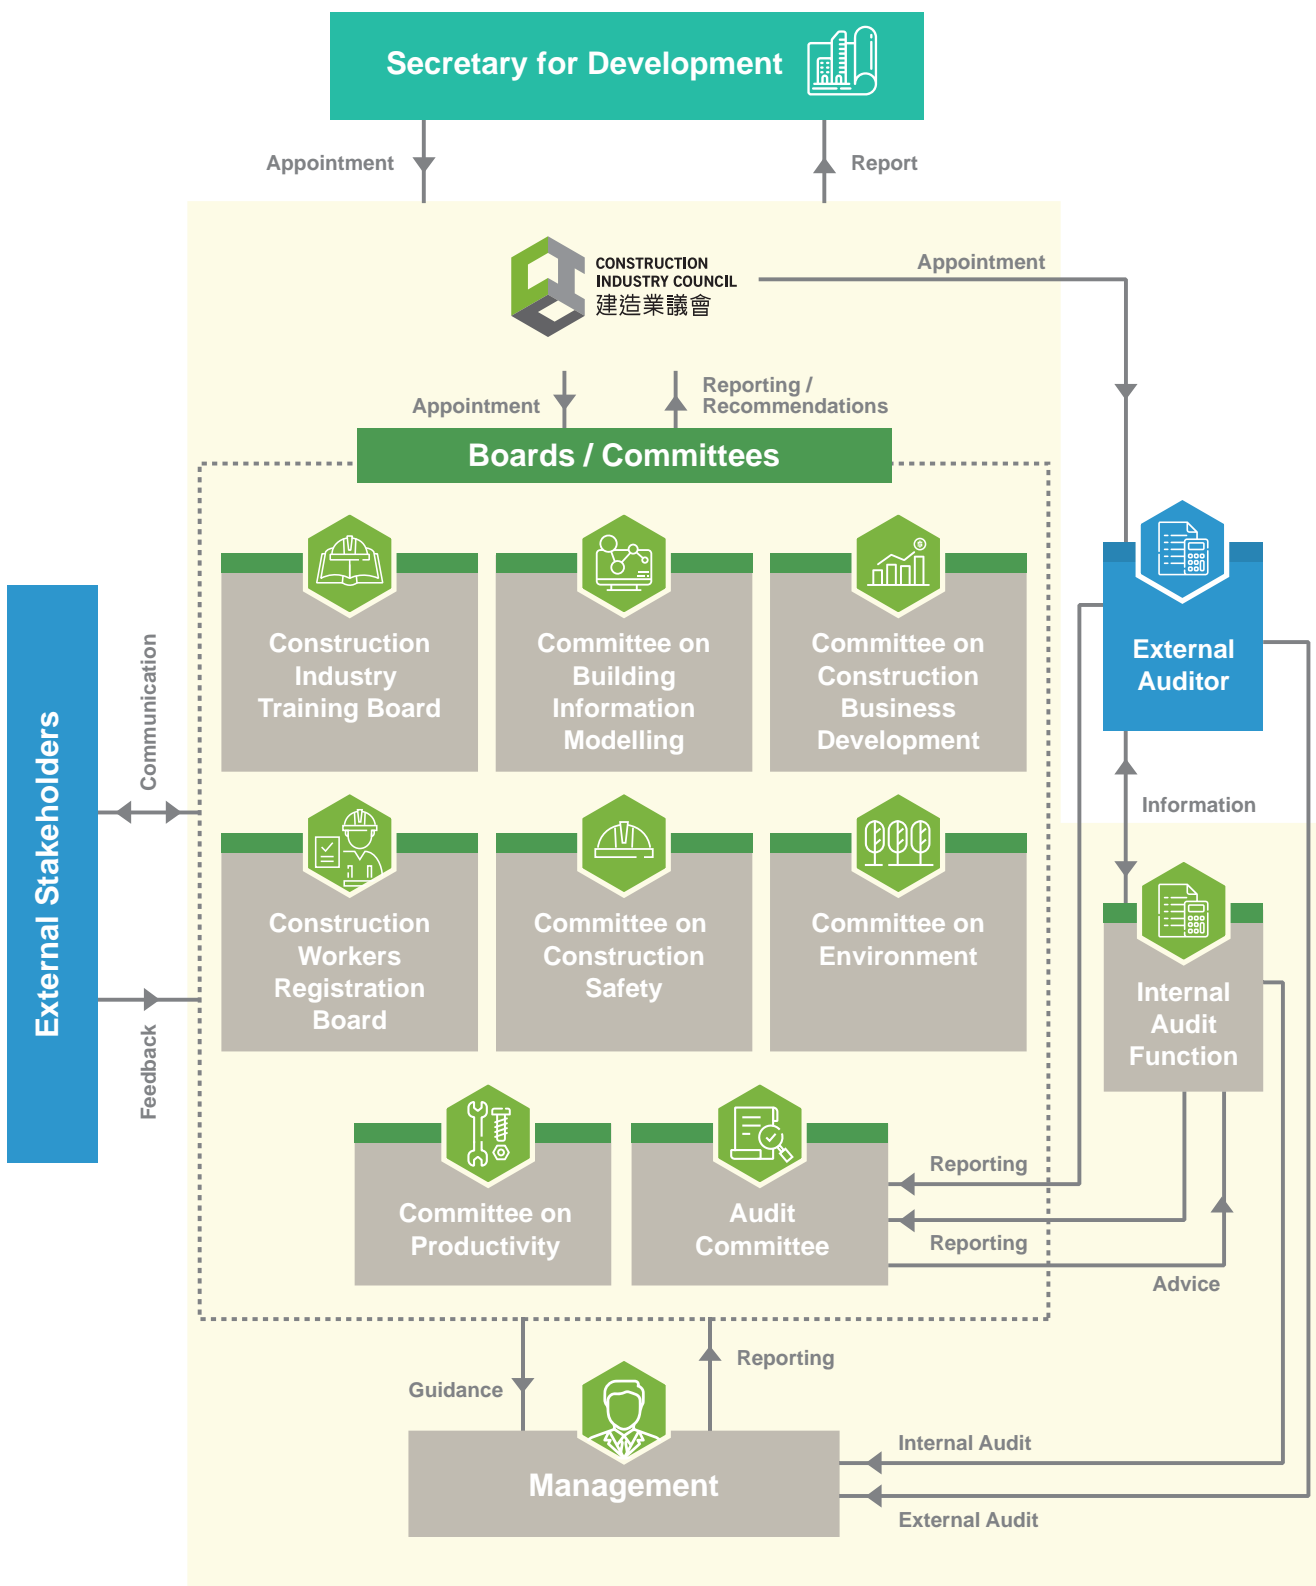 Secretary for Development
Appointment
Report
CONSTRUCTION
INDUSTRY COUNCIL
建造業議會
Appointment
Appointment
Reporting /
Recommendations
Boards / Committees
Construction
Industry
Training Board
Committee on
Building
Information
Modelling
Committee on
Construction
Business
Development
External
Auditor
External Stakeholders
Communication
Feedback
Information
Construction
Workers
Registration
Board
Committee on
Construction
Safety
Committee on
Environment
Internal
Audit
Function
Committee on
Productivity
Audit
Committee
Reporting
Reporting
Advice
Guidance
Reporting
Management
Internal Audit
External Audit